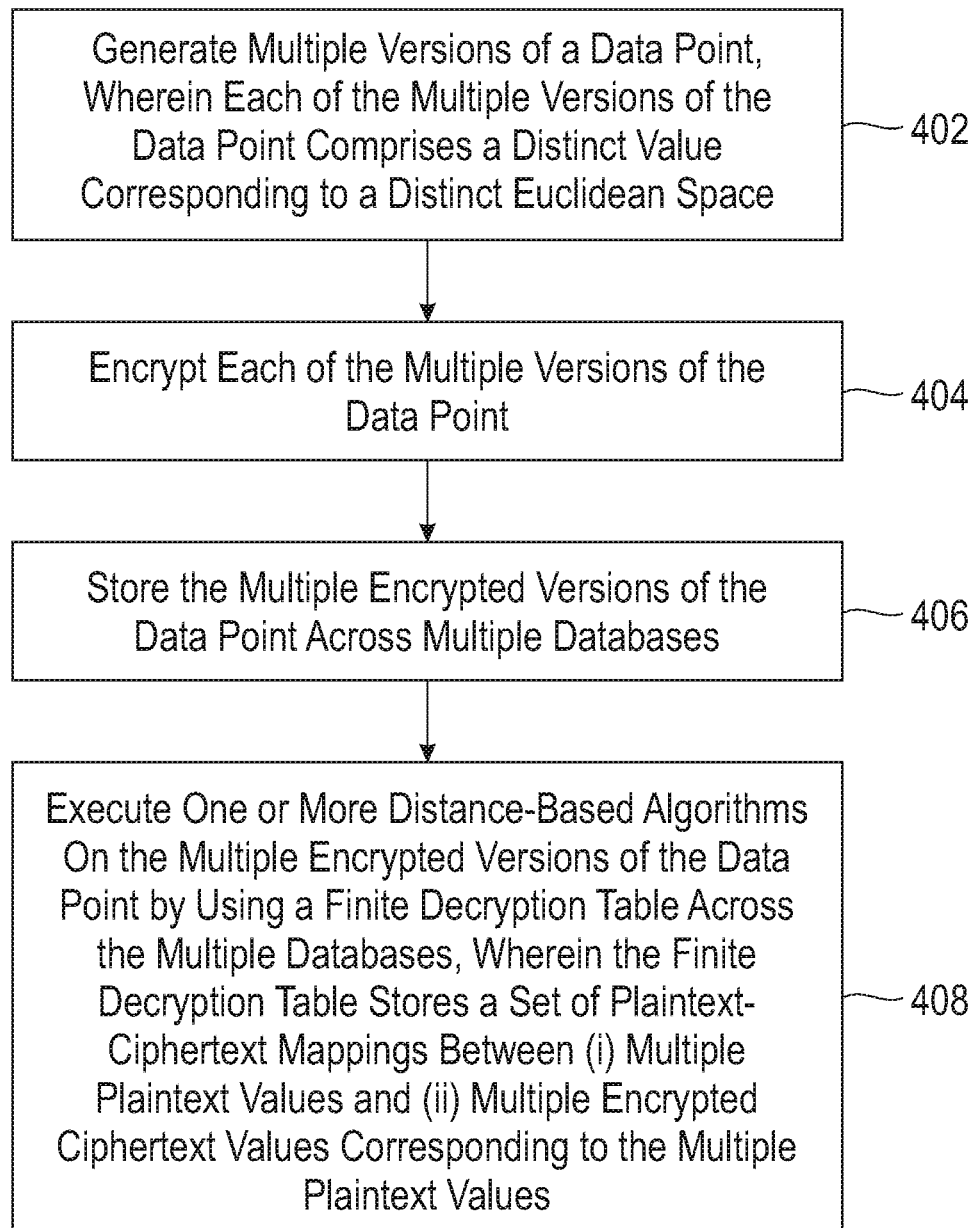 Generate Multiple Versions of a Data Point,
Wherein Each of the Multiple Versions of the
Data Point Comprises a Distinct Value
Corresponding to a Distinct Euclidean Space
402
Encrypt Each of the Multiple Versions of the
Data Point
404
Store the Multiple Encrypted Versions of the
Data Point Across Multiple Databases
406
Execute One or More Distance-Based Algorithms
On the Multiple Encrypted Versions of the Data
Point by Using a Finite Decryption Table Across
the Multiple Databases, Wherein the Finite
Decryption Table Stores a Set of Plaintext-
Ciphertext Mappings Between (i) Multiple
Plaintext Values and (ii) Multiple Encrypted
Ciphertext Values Corresponding to the Multiple
Plaintext Values
408